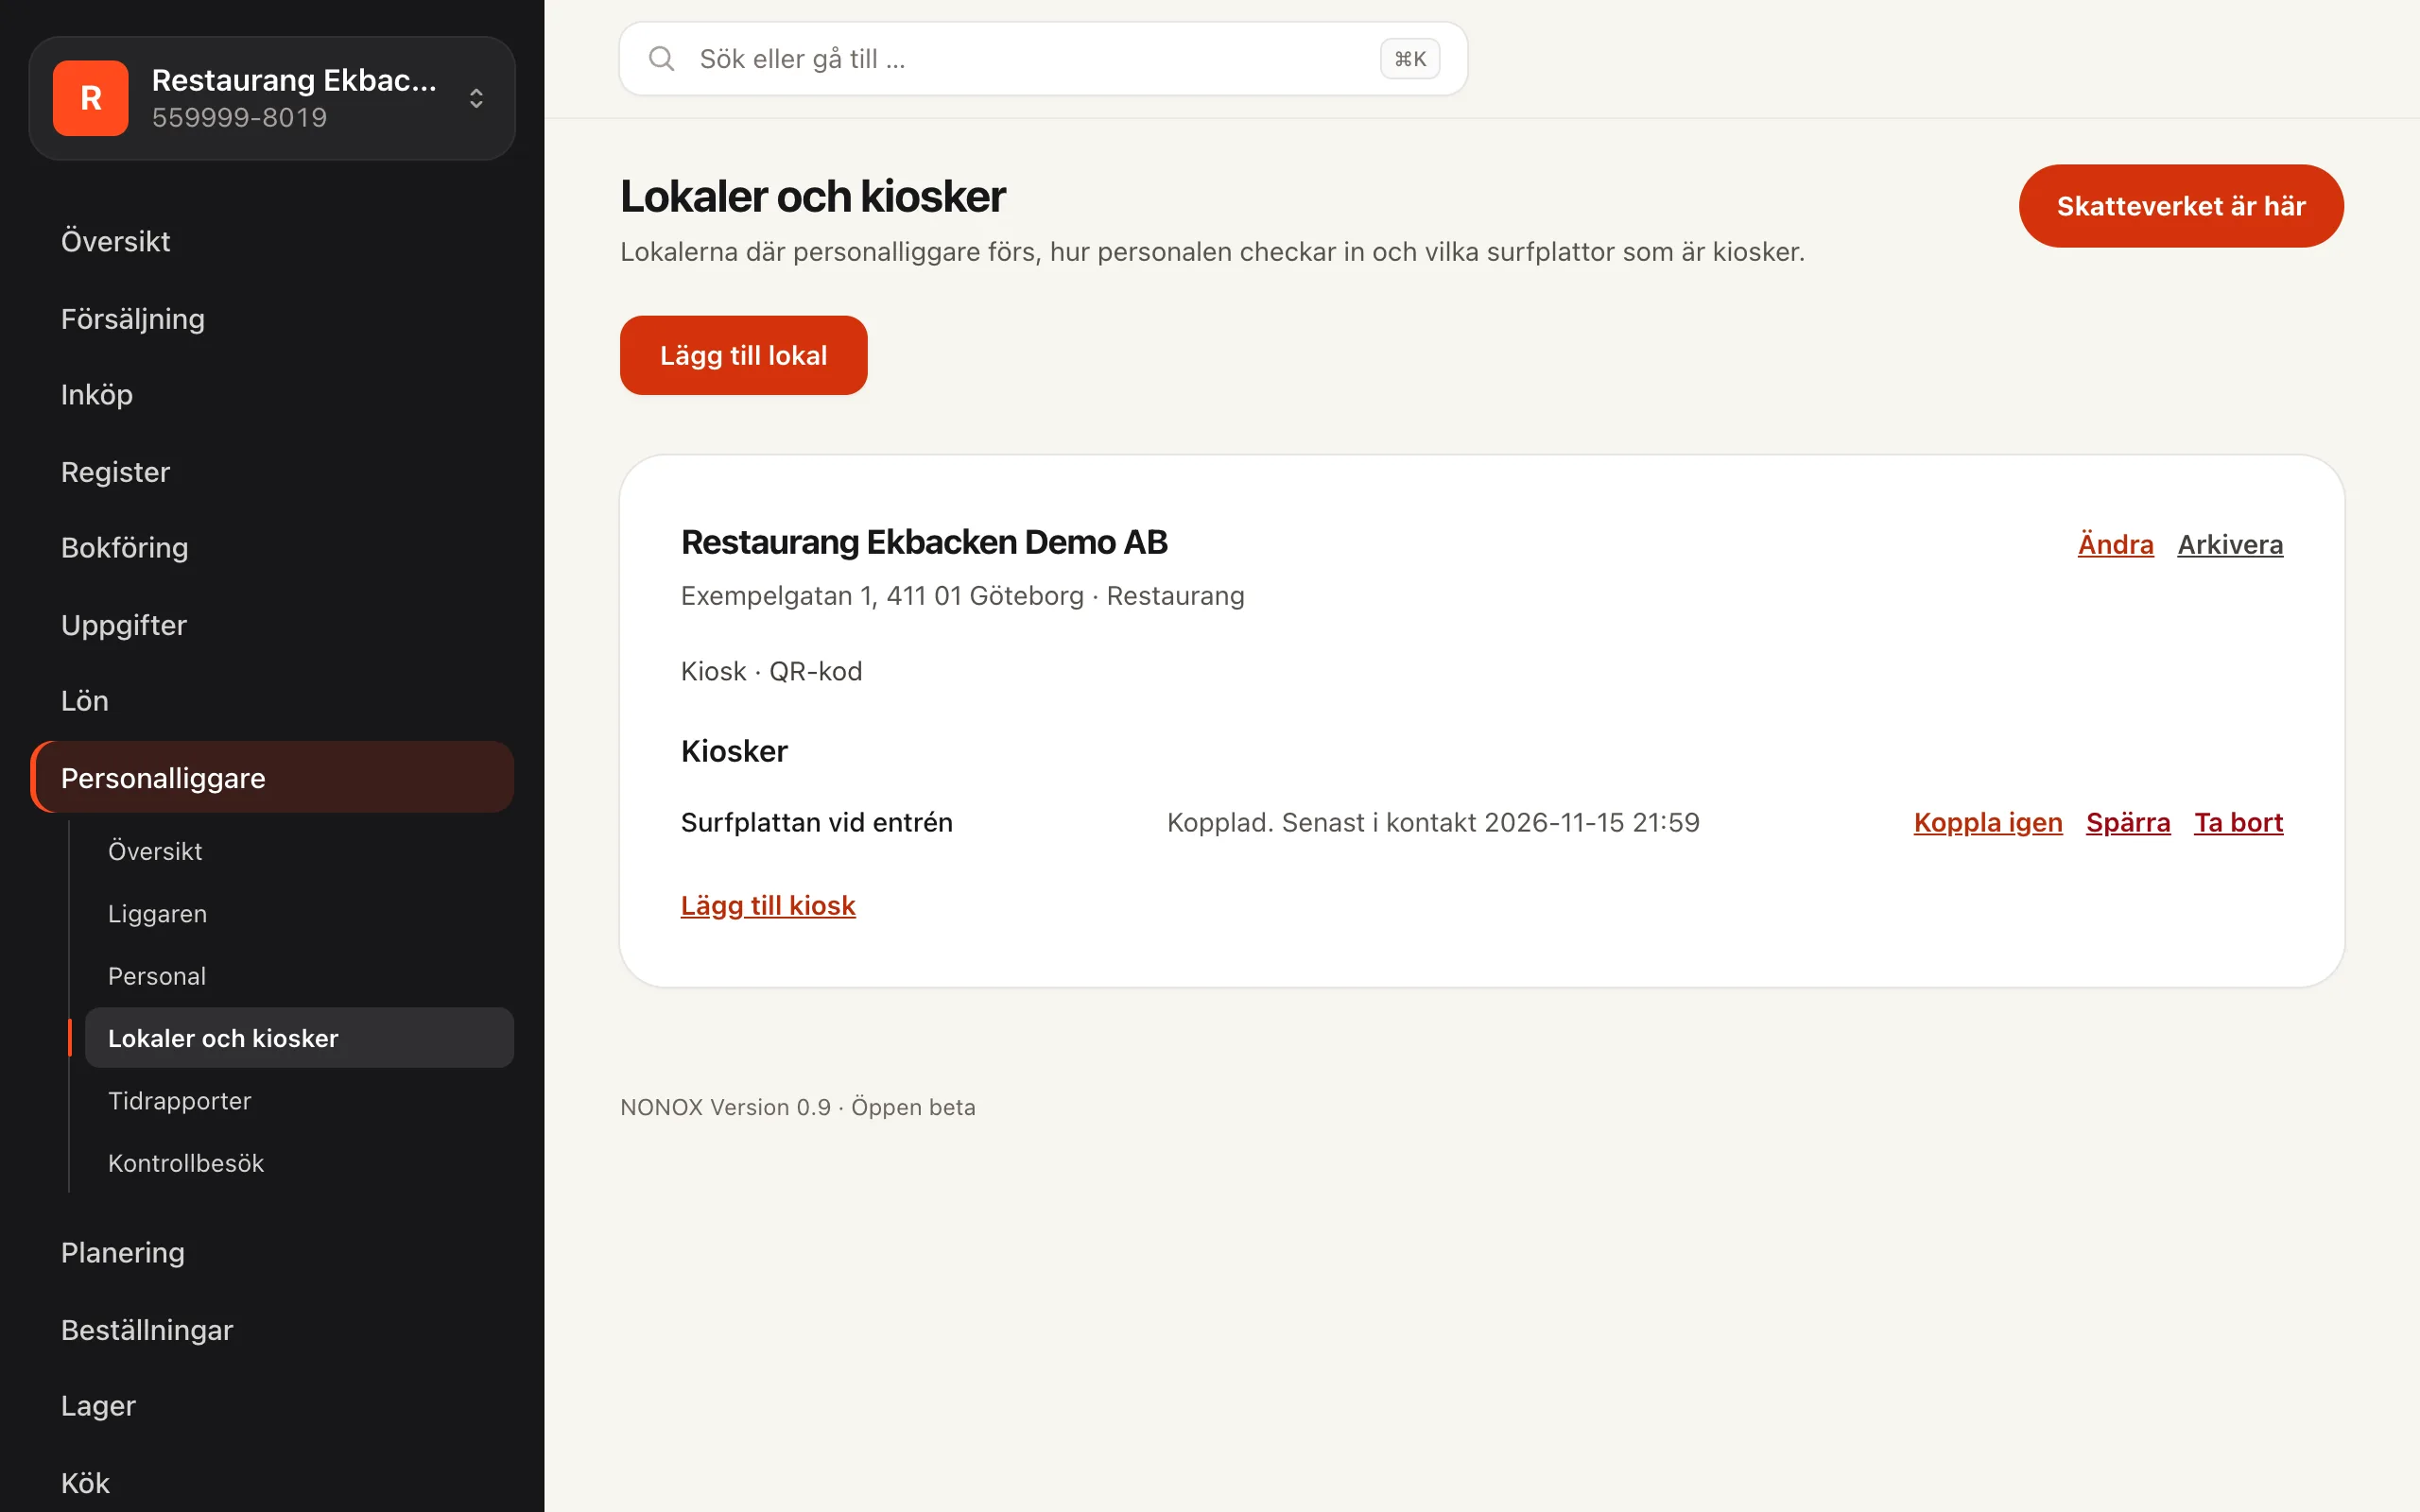 R
Restaurang Ekbac...
559999-8019
Översikt
Försäljning
Inköp
Register
Bokföring
Uppgifter
Lön
Personalliggare
Översikt
Liggaren
Personal
Lokaler och kiosker
Tidrapporter
Kontrollbesök
Planering
Beställningar
Lager
Kök
Sök eller gå till ...
⌘K
Lokaler och kiosker
Lokalerna där personalliggare förs, hur personalen checkar in och vilka surfplattor som är kiosker.
Skatteverket är här
Lägg till lokal
Restaurang Ekbacken Demo AB
Ändra Arkivera
Exempelgatan 1, 411 01 Göteborg · Restaurang
Kiosk · QR-kod
Kiosker
Surfplattan vid entrén Kopplad. Senast i kontakt 2026-11-15 21:59 Koppla igen Spärra Ta bort
Lägg till kiosk
NONOX Version 0.9 · Öppen beta